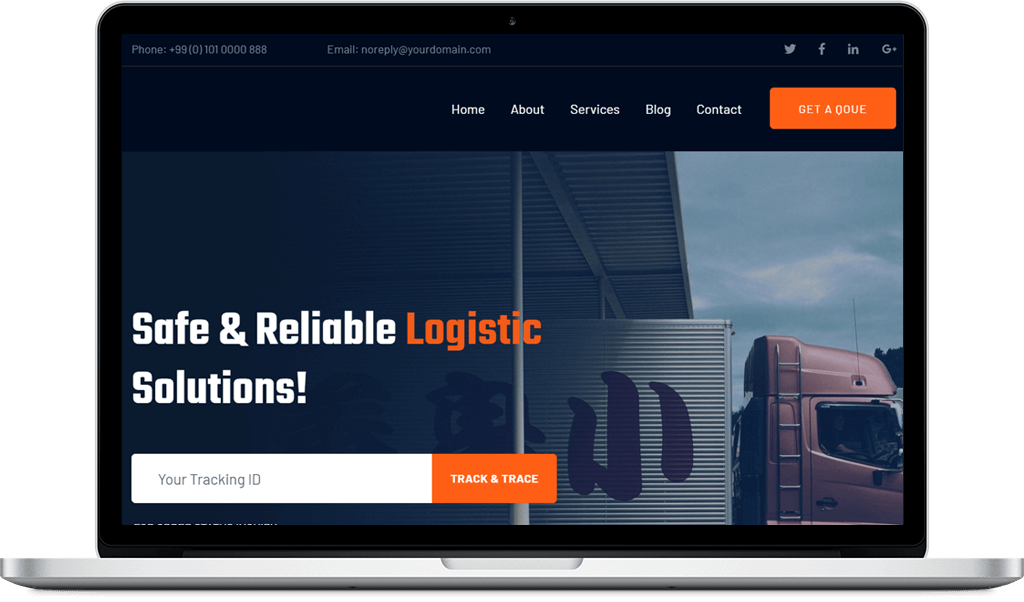 Phone: +99 (0) 101 0000 888 Email: noreply@yourdomain.com
Home About Services Blog Contact GET A QOUE
Safe & Reliable Logistic
Solutions!
Your Tracking ID TRACK & TRACE